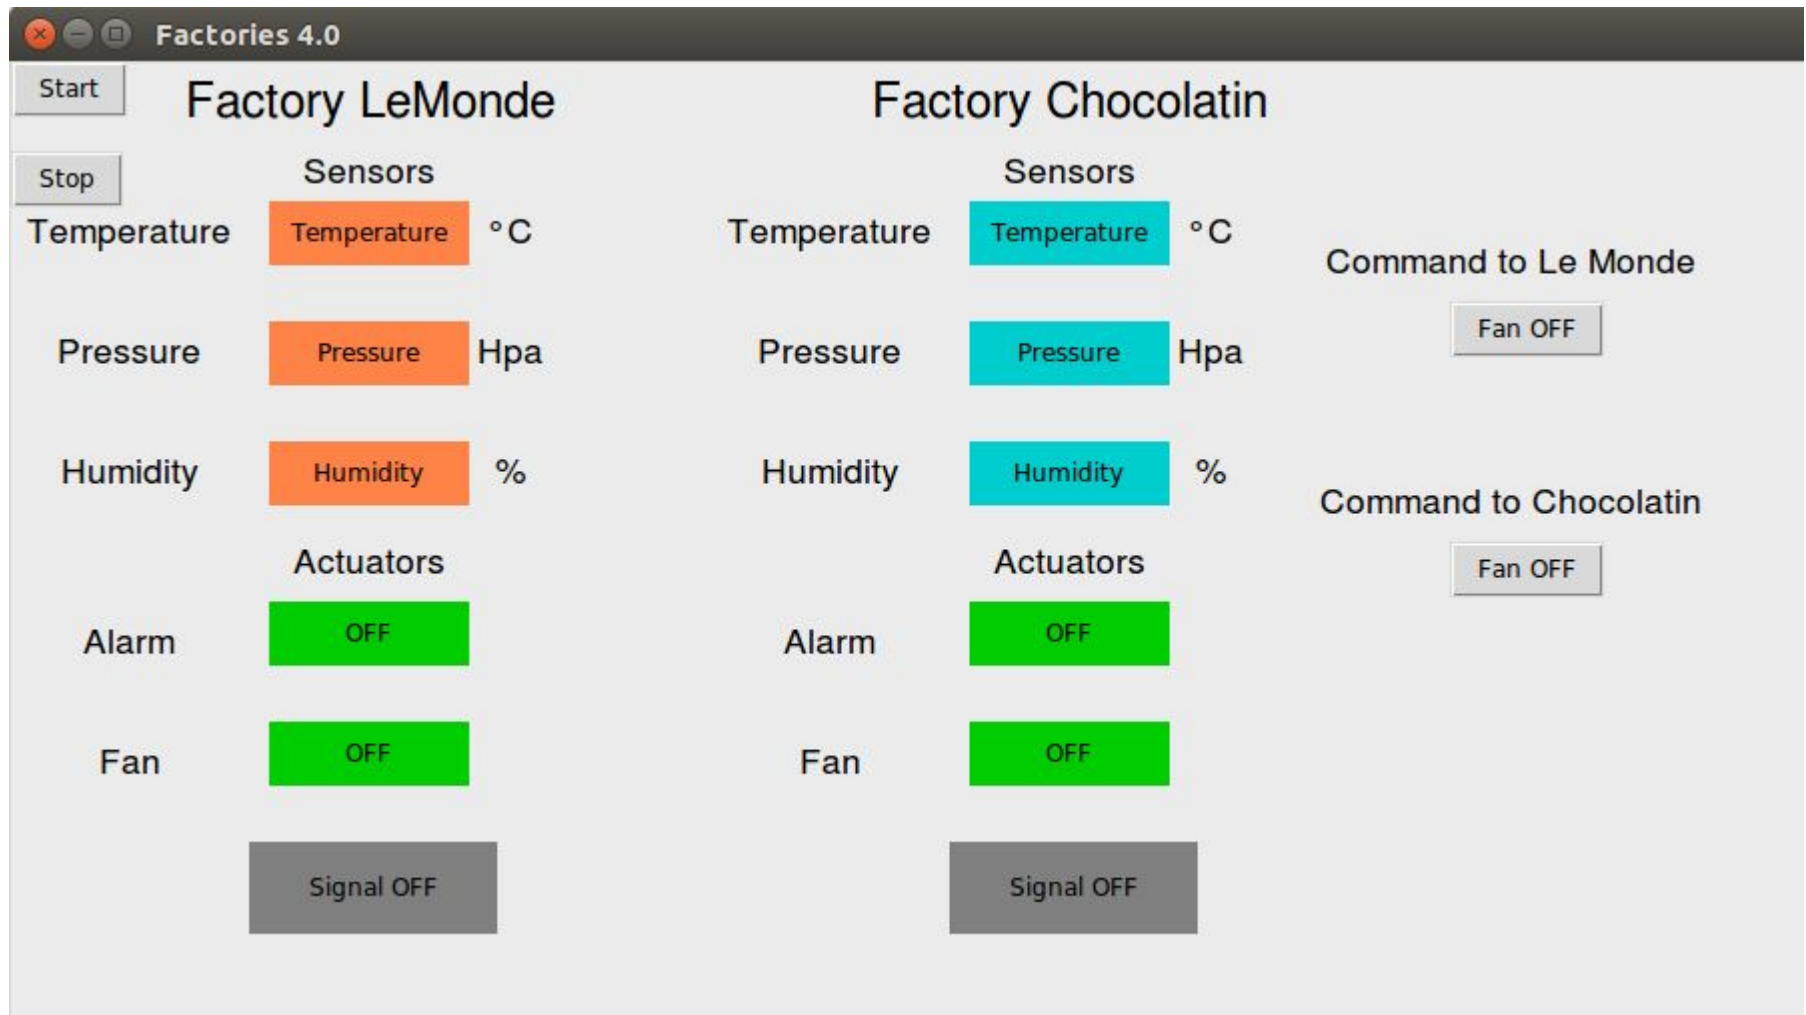 Factories 4.0
Start
Factory LeMonde
Factory Chocolatin
Stop
Sensors
Sensors
Temperature Temperature °C
Temperature Temperature °C
Command to Le Monde
Fan OFF
Pressure Pressure Hpa
Pressure Pressure Hpa
Humidity Humidity %
Humidity Humidity %
Command to Chocolatin
Fan OFF
Actuators
Actuators
Alarm OFF
Alarm OFF
Fan OFF
Fan OFF
Signal OFF
Signal OFF